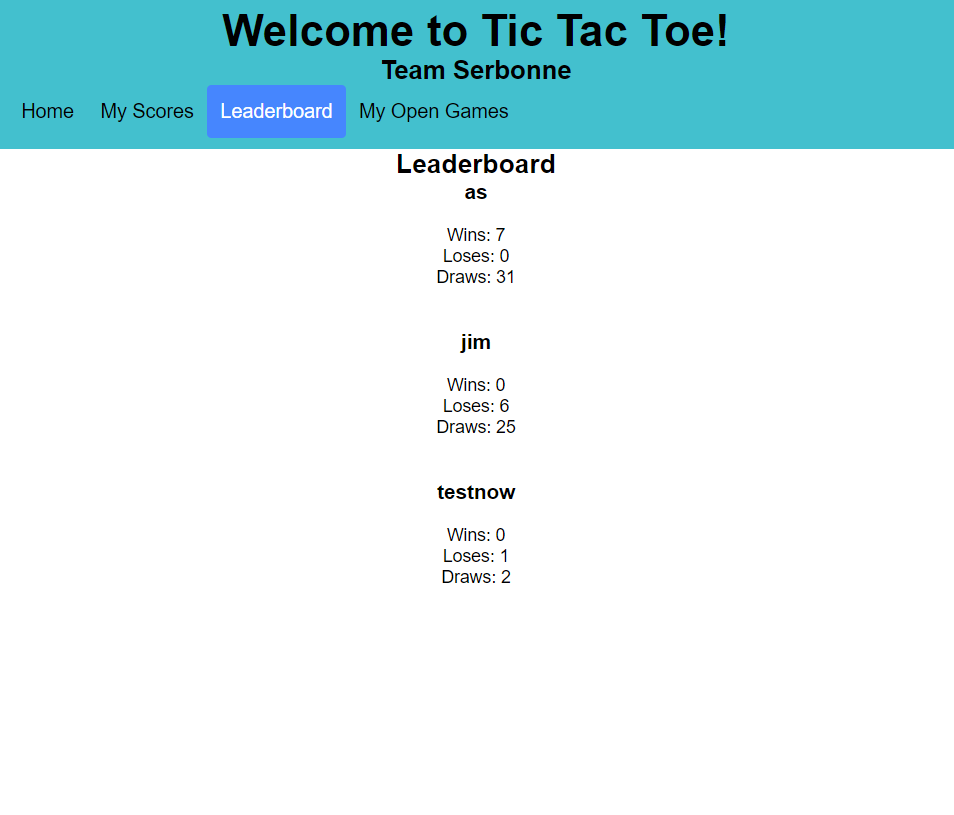 Welcome to Tic Tac Toe!
Team Serbonne
Home My Scores Leaderboard My Open Games
Leaderboard
as
Wins: 7
Loses: 0
Draws: 31
jim
Wins: 0
Loses: 6
Draws: 25
testnow
Wins: 0
Loses: 1
Draws: 2